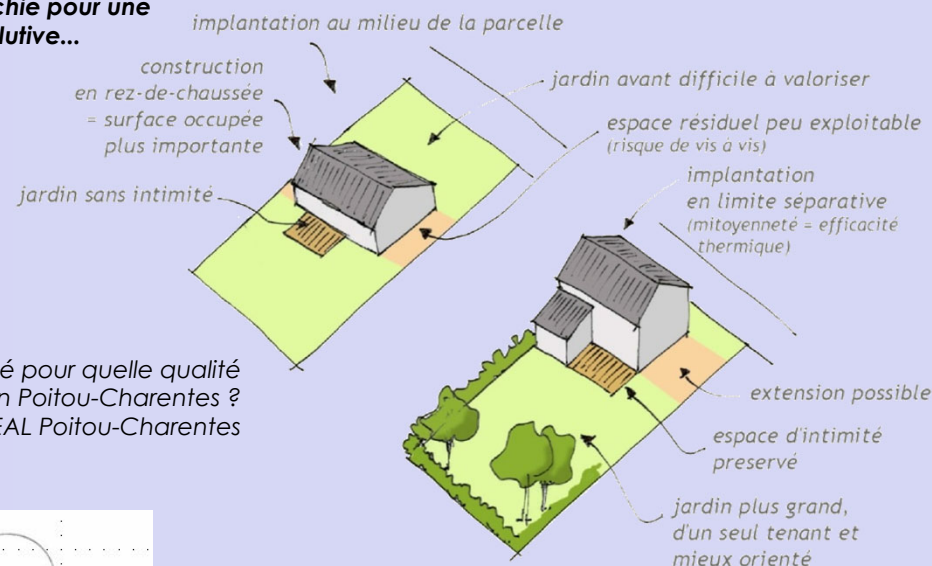 chie pour une
lutive...
implantation au milieu de la parcelle
construction
en rez-de-chaussée
= surface occupée
plus importante
jardin avant difficile à valoriser
espace résiduel peu exploitable
(risque de vis à vis)
jardin sans intimité
implantation
en limite séparative
(mitoyenneté = efficacité
thermique)
é pour quelle qualité
n Poitou-Charentes ?
EAL Poitou-Charentes
extension possible
espace d'intimité
preservé
jardin plus grand,
d'un seul tenant et
mieux orienté